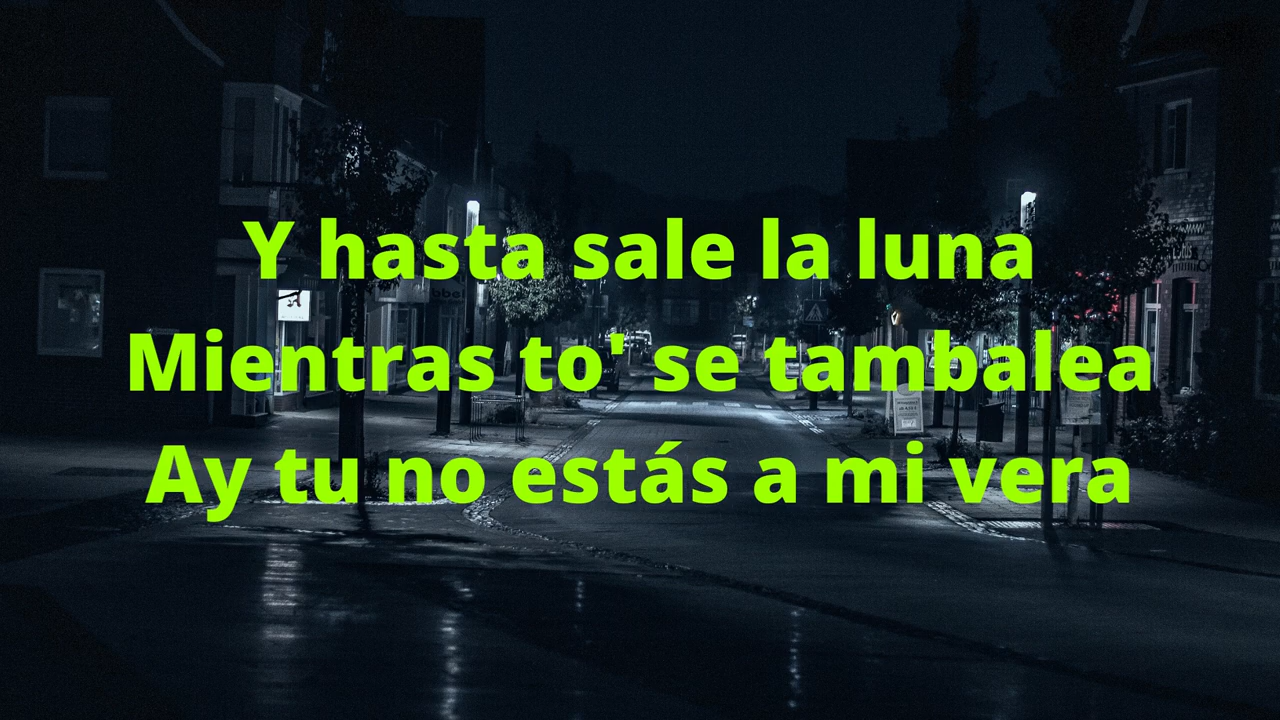 Y hasta sale la luna
Mientras to' se tambalea
Ay tu no estás a mi vera